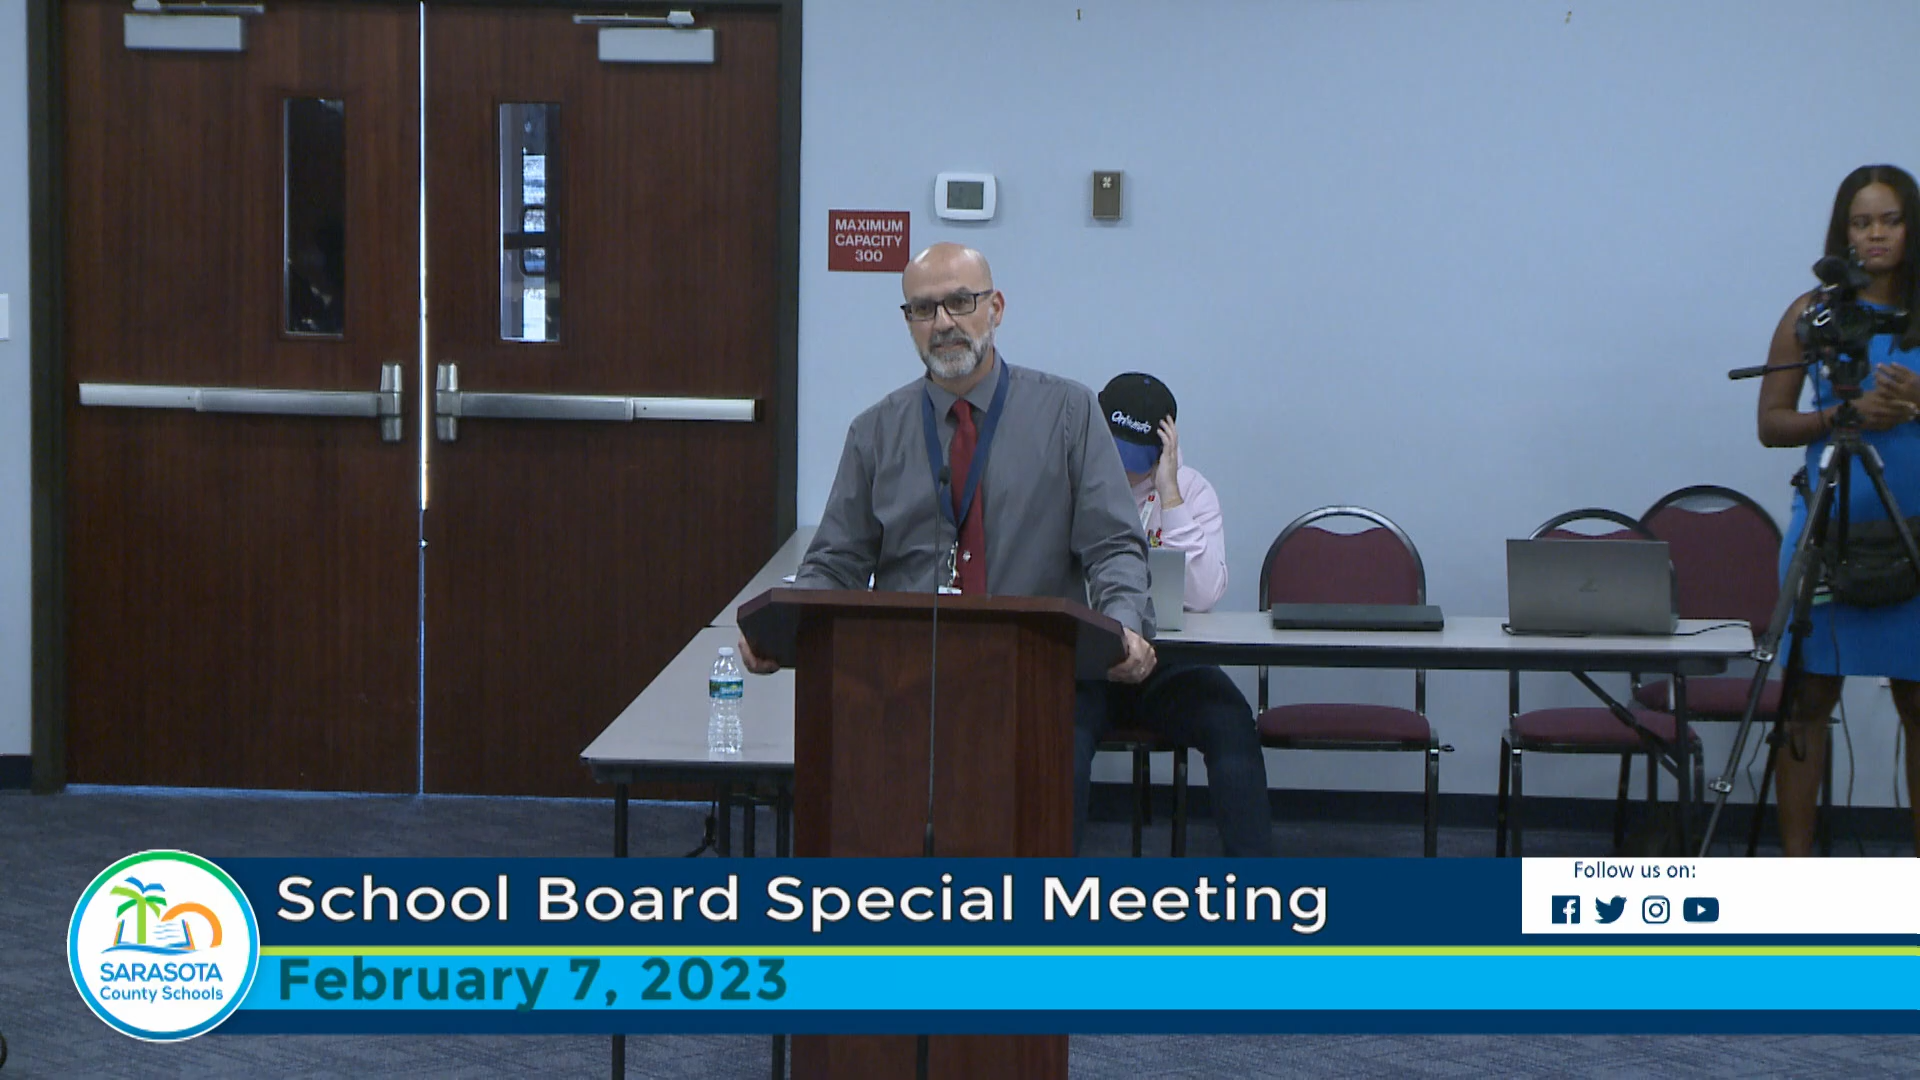 MAXIMUM
CAPACITY
300
Orlando
School Board Special Meeting
Follow us on:
February 7, 2023
SARASOTA
County Schools